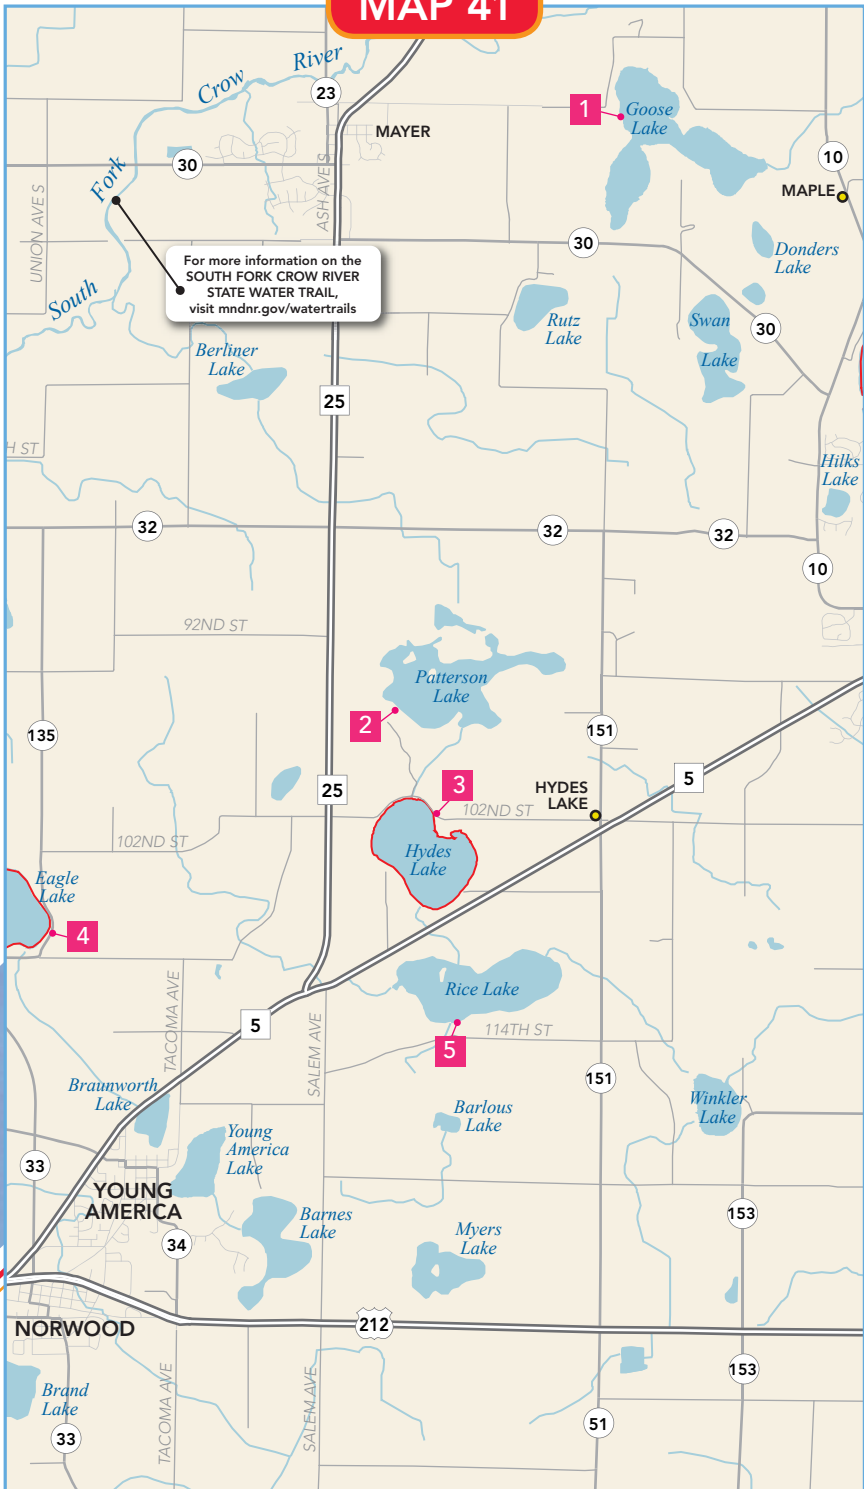 MAP 41
River
Crow
23
1
Goose
Lake
MAYER
10
30
Fork
MAPLE
UNION AVE S
ASH AVE S
30
Donders
Lake
For more information on the
SOUTH FORK CROW RIVER
STATE WATER TRAIL,
visit mndnr.gov/watertrails
South
Rutz
Lake
Swan
Lake
30
Berliner
Lake
25
H ST
Hilks
Lake
32
32
32
10
92ND ST
Patterson
Lake
2
135
151
5
25
3
HYDES
LAKE
102ND ST
102ND ST
Hydes
Lake
Eagle
Lake
4
Rice Lake
TACOMA AVE
5
SALEM AVE
114TH ST
5
151
Braunworth
Lake
Winkler
Lake
Barlous
Lake
Young
America
Lake
33
YOUNG
AMERICA
Barnes
Lake
153
34
Myers
Lake
212
NORWOOD
153
Brand
Lake
TACOMA AVE
SALEM AVE
33
51